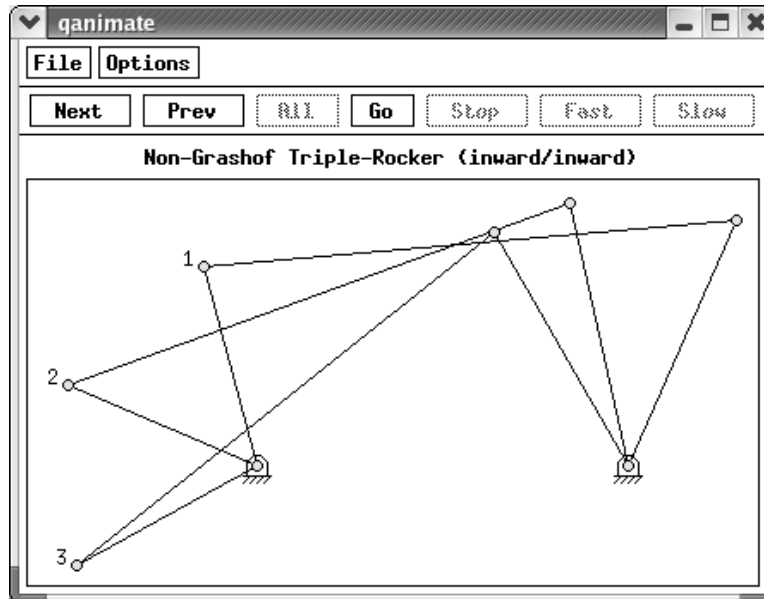 qanimate
File Options
Next Prev All Go Stop Fast Slow
Non-Grashof Triple-Rocker (inward/inward)
1
2
3